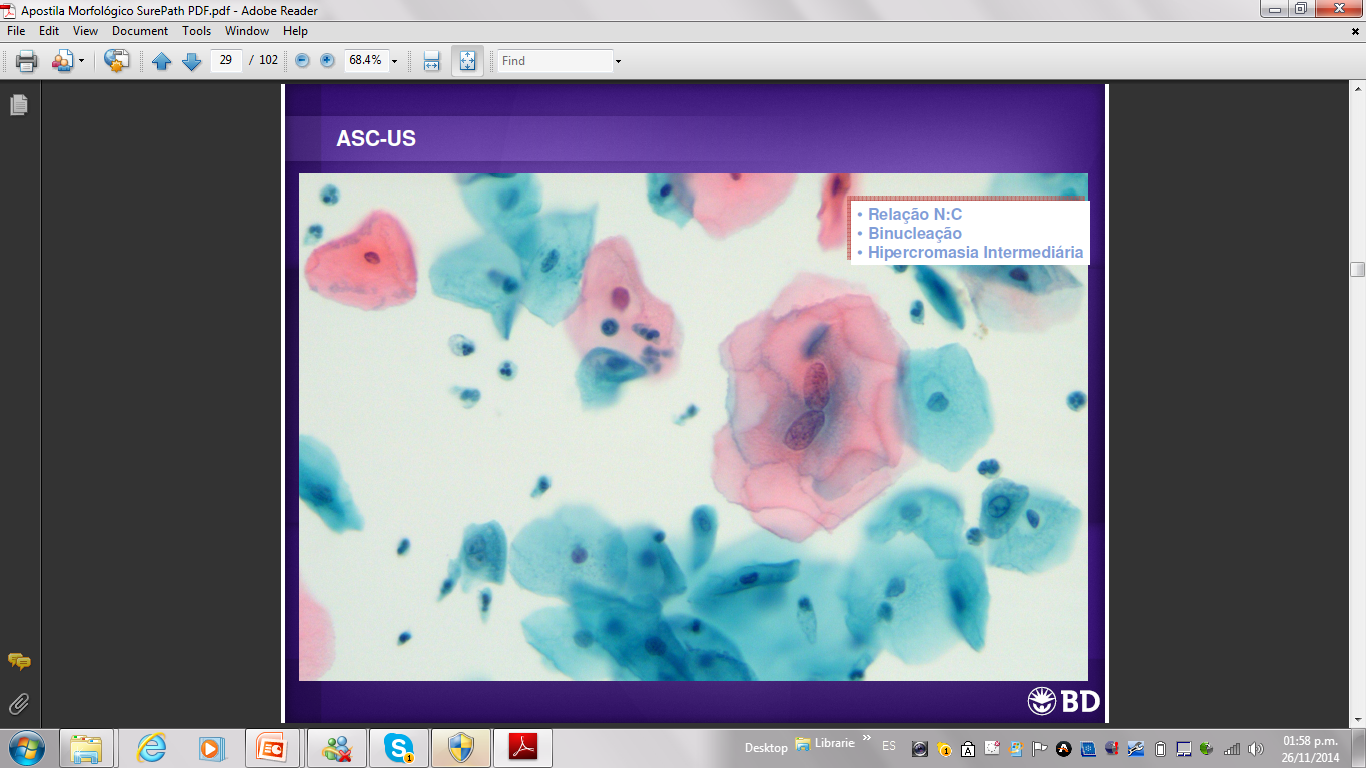 Apostila Morfológico SurePath PDF.pdf - Adobe Reader
File Edit View Document Tools Window Help
29 / 102 68.4% Find
ASC-US
• Relação N:C
• Binucleação
• Hipercromasia Intermediária
BD
Desktop Librarie » ES 01:58 p.m.
26/11/2014